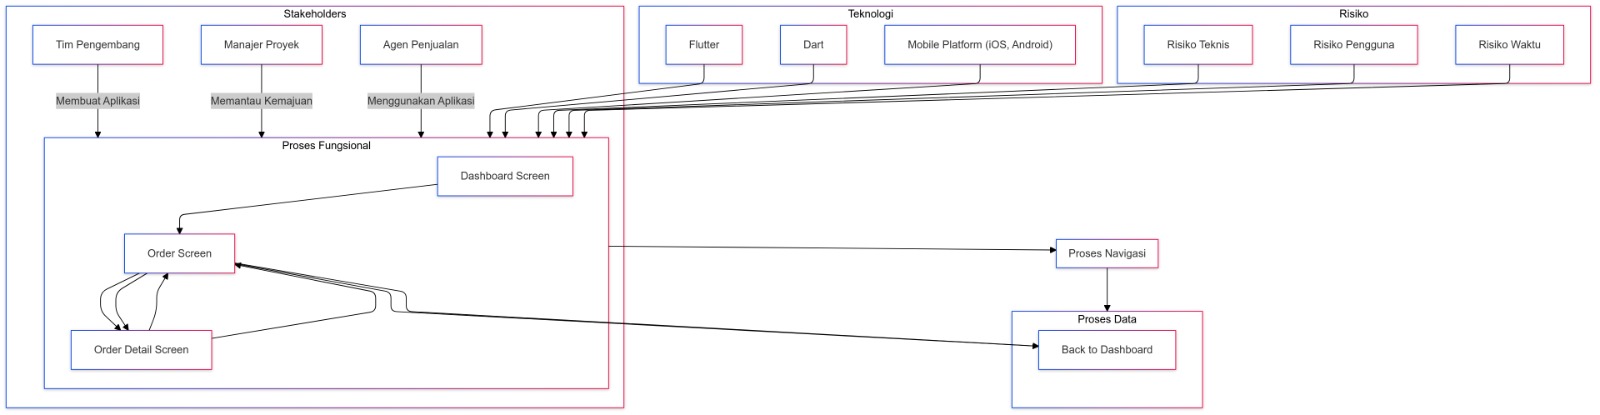 Stakeholders
Tim Pengembang
Manajer Proyek
Agen Penjualan
Membuat Aplikasi
Memantau Kemajuan
Menggunakan Aplikasi
Teknologi
Flutter
Dart
Mobile Platform (iOS, Android)
Risiko
Risiko Teknis
Risiko Pengguna
Risiko Waktu
Proses Fungsional
Dashboard Screen
Order Screen
Order Detail Screen
Proses Navigasi
Proses Data
Back to Dashboard